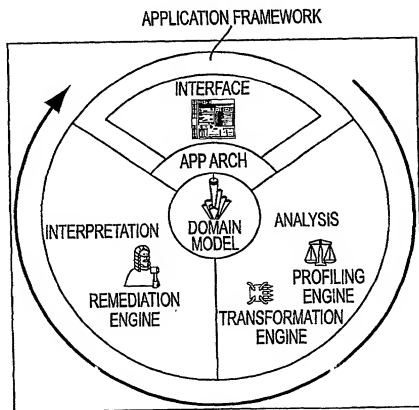 APPLICATION FRAMEWORK
INTERFACE
APP ARCH
DOMAIN
MODEL
INTERPRETATION
REMEDIATION
ENGINE
ANALYSIS
PROFILING
ENGINE
TRANSFORMATION
ENGINE